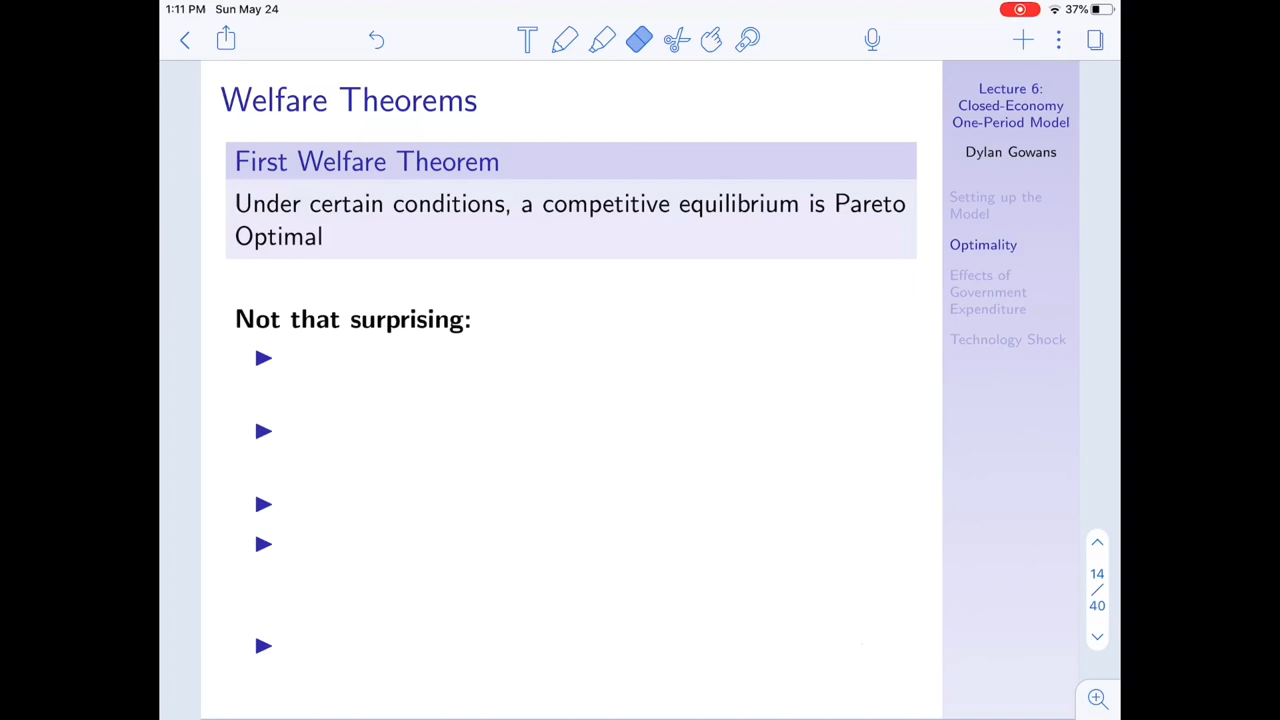 1:11 PM Sun May 24
37%
T
Welfare Theorems
First Welfare Theorem
Under certain conditions, a competitive equilibrium is Pareto
Optimal
Not that surprising:
Lecture 6:
Closed-Economy
One-Period Model
Dylan Gowans
Setting up the
Model
Optimality
Effects of
Government
Expenditure
Technology Shock
14
/
40